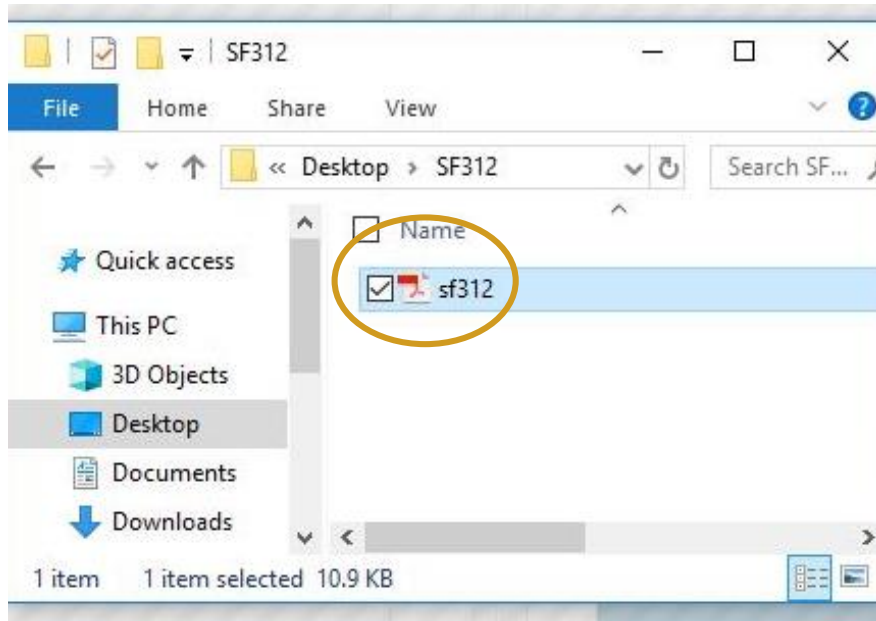 SF312
File Home Share View
« Desktop › SF312 Search SF...
Name
Quick access
sf312
This PC
3D Objects
Desktop
Documents
Downloads
1 item 1 item selected 10.9 KB